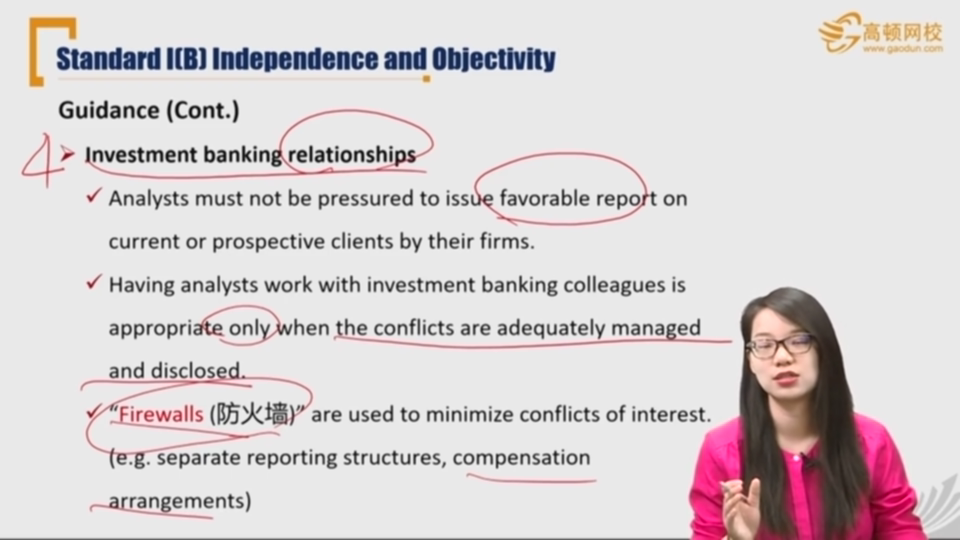 高顿网校
www.gaodun.com
Standard I(B) Independence and Objectivity
Guidance (Cont.)
4 Investment banking relationships
Analysts must not be pressured to issue favorable report on
current or prospective clients by their firms.
Having analysts work with investment banking colleagues is
appropriate only when the conflicts are adequately managed
and disclosed.
“Firewalls (防火墙)” are used to minimize conflicts of interest.
(e.g. separate reporting structures, compensation
arrangements)